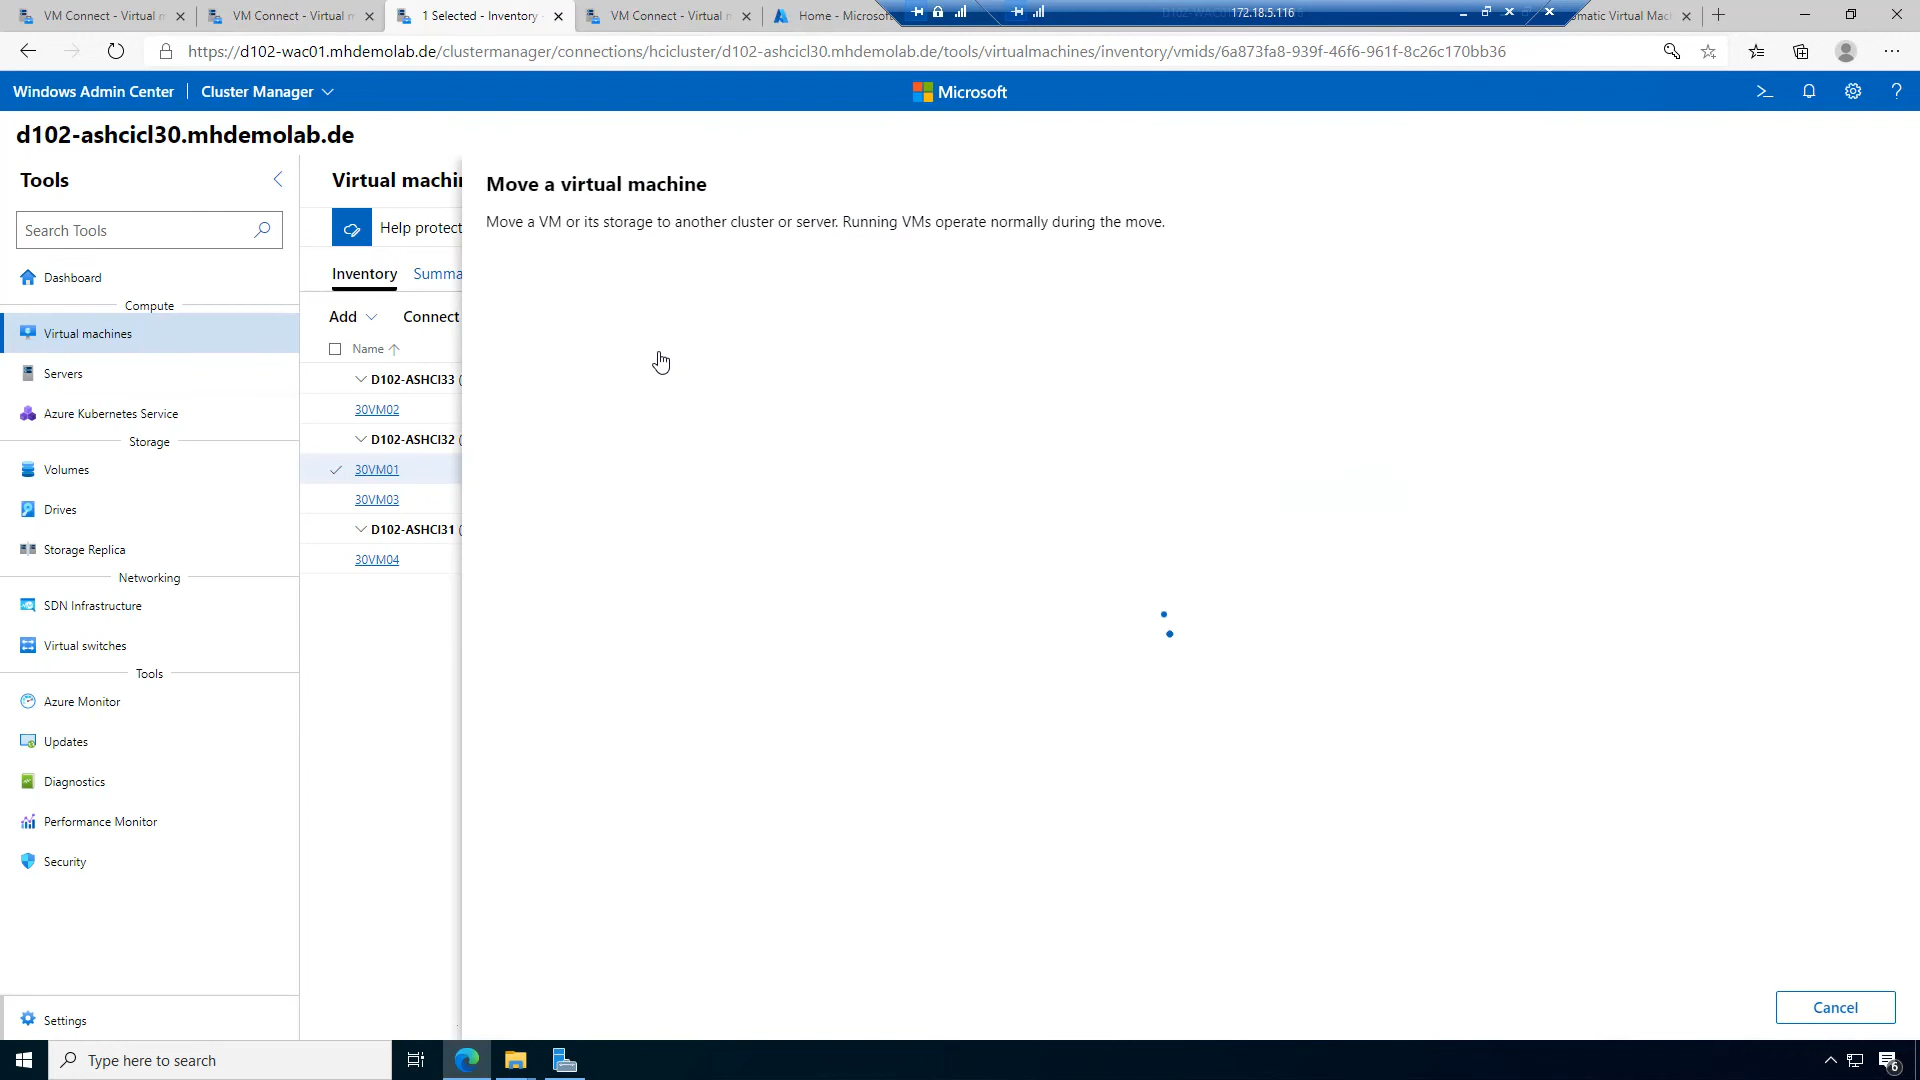 VM Connect - Virtual m
VM Connect - Virtual m
1 Selected - Inventory -
VM Connect - Virtual m
Home - Microso
172.18.5.116
omatic Virtual Mac
https://d102-wac01.mhdemolab.de/clustermanager/connections/hcicluster/d102-ashcicl30.mhdemolab.de/tools/virtualmachines/inventory/vmids/6a873fa8-939f-46f6-961f-8c26c170bb36
Windows Admin Center
Cluster Manager
Microsoft
d102-ashcicl30.mhdemolab.de
Tools
Search Tools
Dashboard
Compute
Virtual machines
Servers
Azure Kubernetes Service
Storage
Volumes
Drives
Storage Replica
Networking
SDN Infrastructure
Virtual switches
Tools
Azure Monitor
Updates
Diagnostics
Performance Monitor
Security
Settings
Virtual machin
Help protect
Inventory
Summa
Add
Connect
Name
D102-ASHCI33 (
30VM02
D102-ASHCI32 (
30VM01
30VM03
D102-ASHCI31 (
30VM04
Move a virtual machine
Move a VM or its storage to another cluster or server. Running VMs operate normally during the move.
Cancel
Type here to search
6